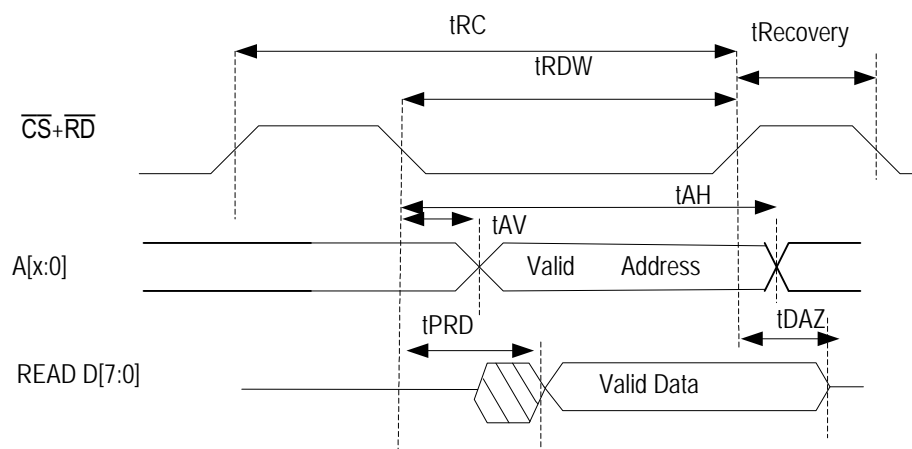 tRC
tRecovery
tRDW
CS+RD
tAH
tAV
A[x:0]
Valid Address
tPRD
tDAZ
READ D[7:0]
Valid Data